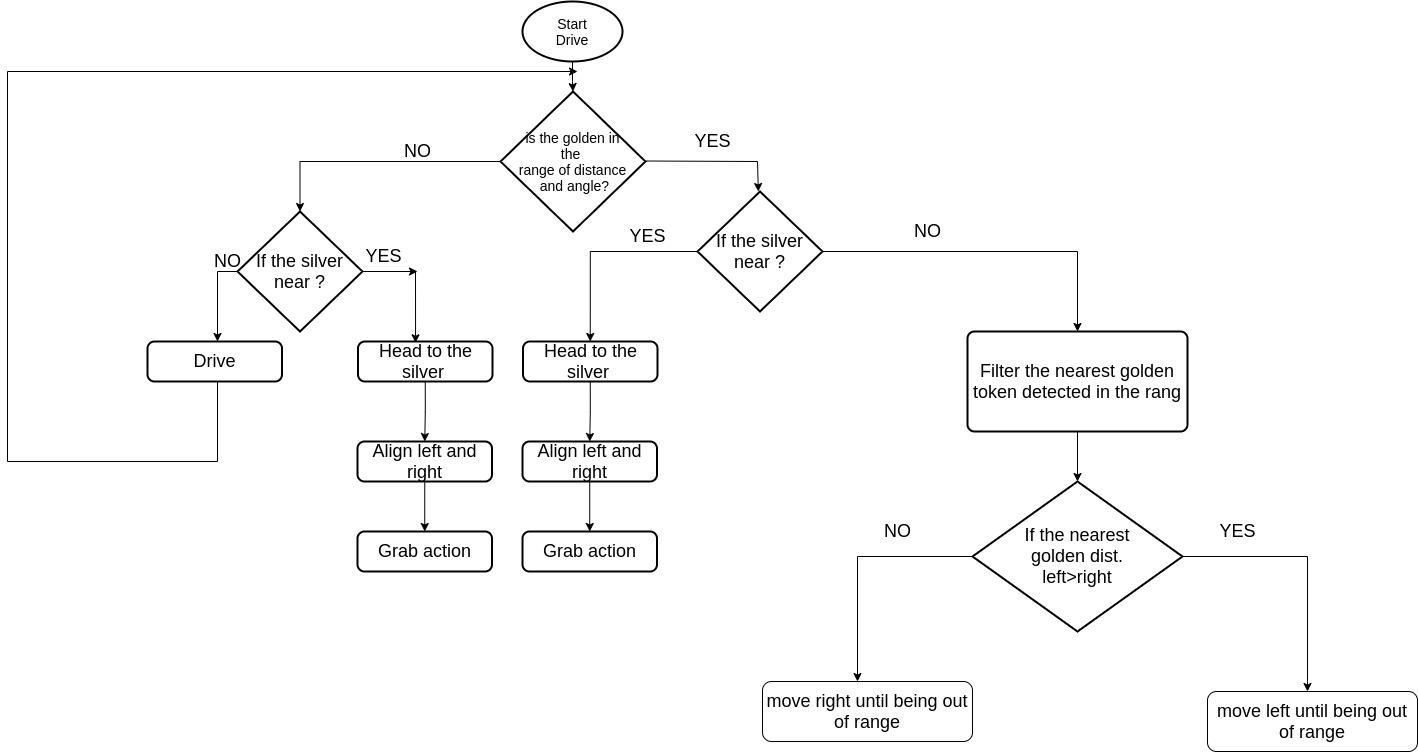 Start
Drive
is the golden in
the
range of distance
and angle?
NO
YES
If the silver
near ?
YES
NO
NO
If the silver
near ?
YES
Drive
Head to the
silver
Head to the
silver
Filter the nearest golden
token detected in the rang
Align left and
right
Align left and
right
Grab action
Grab action
NO
If the nearest
golden dist.
left>right
YES
move right until being out
of range
move left until being out
of range